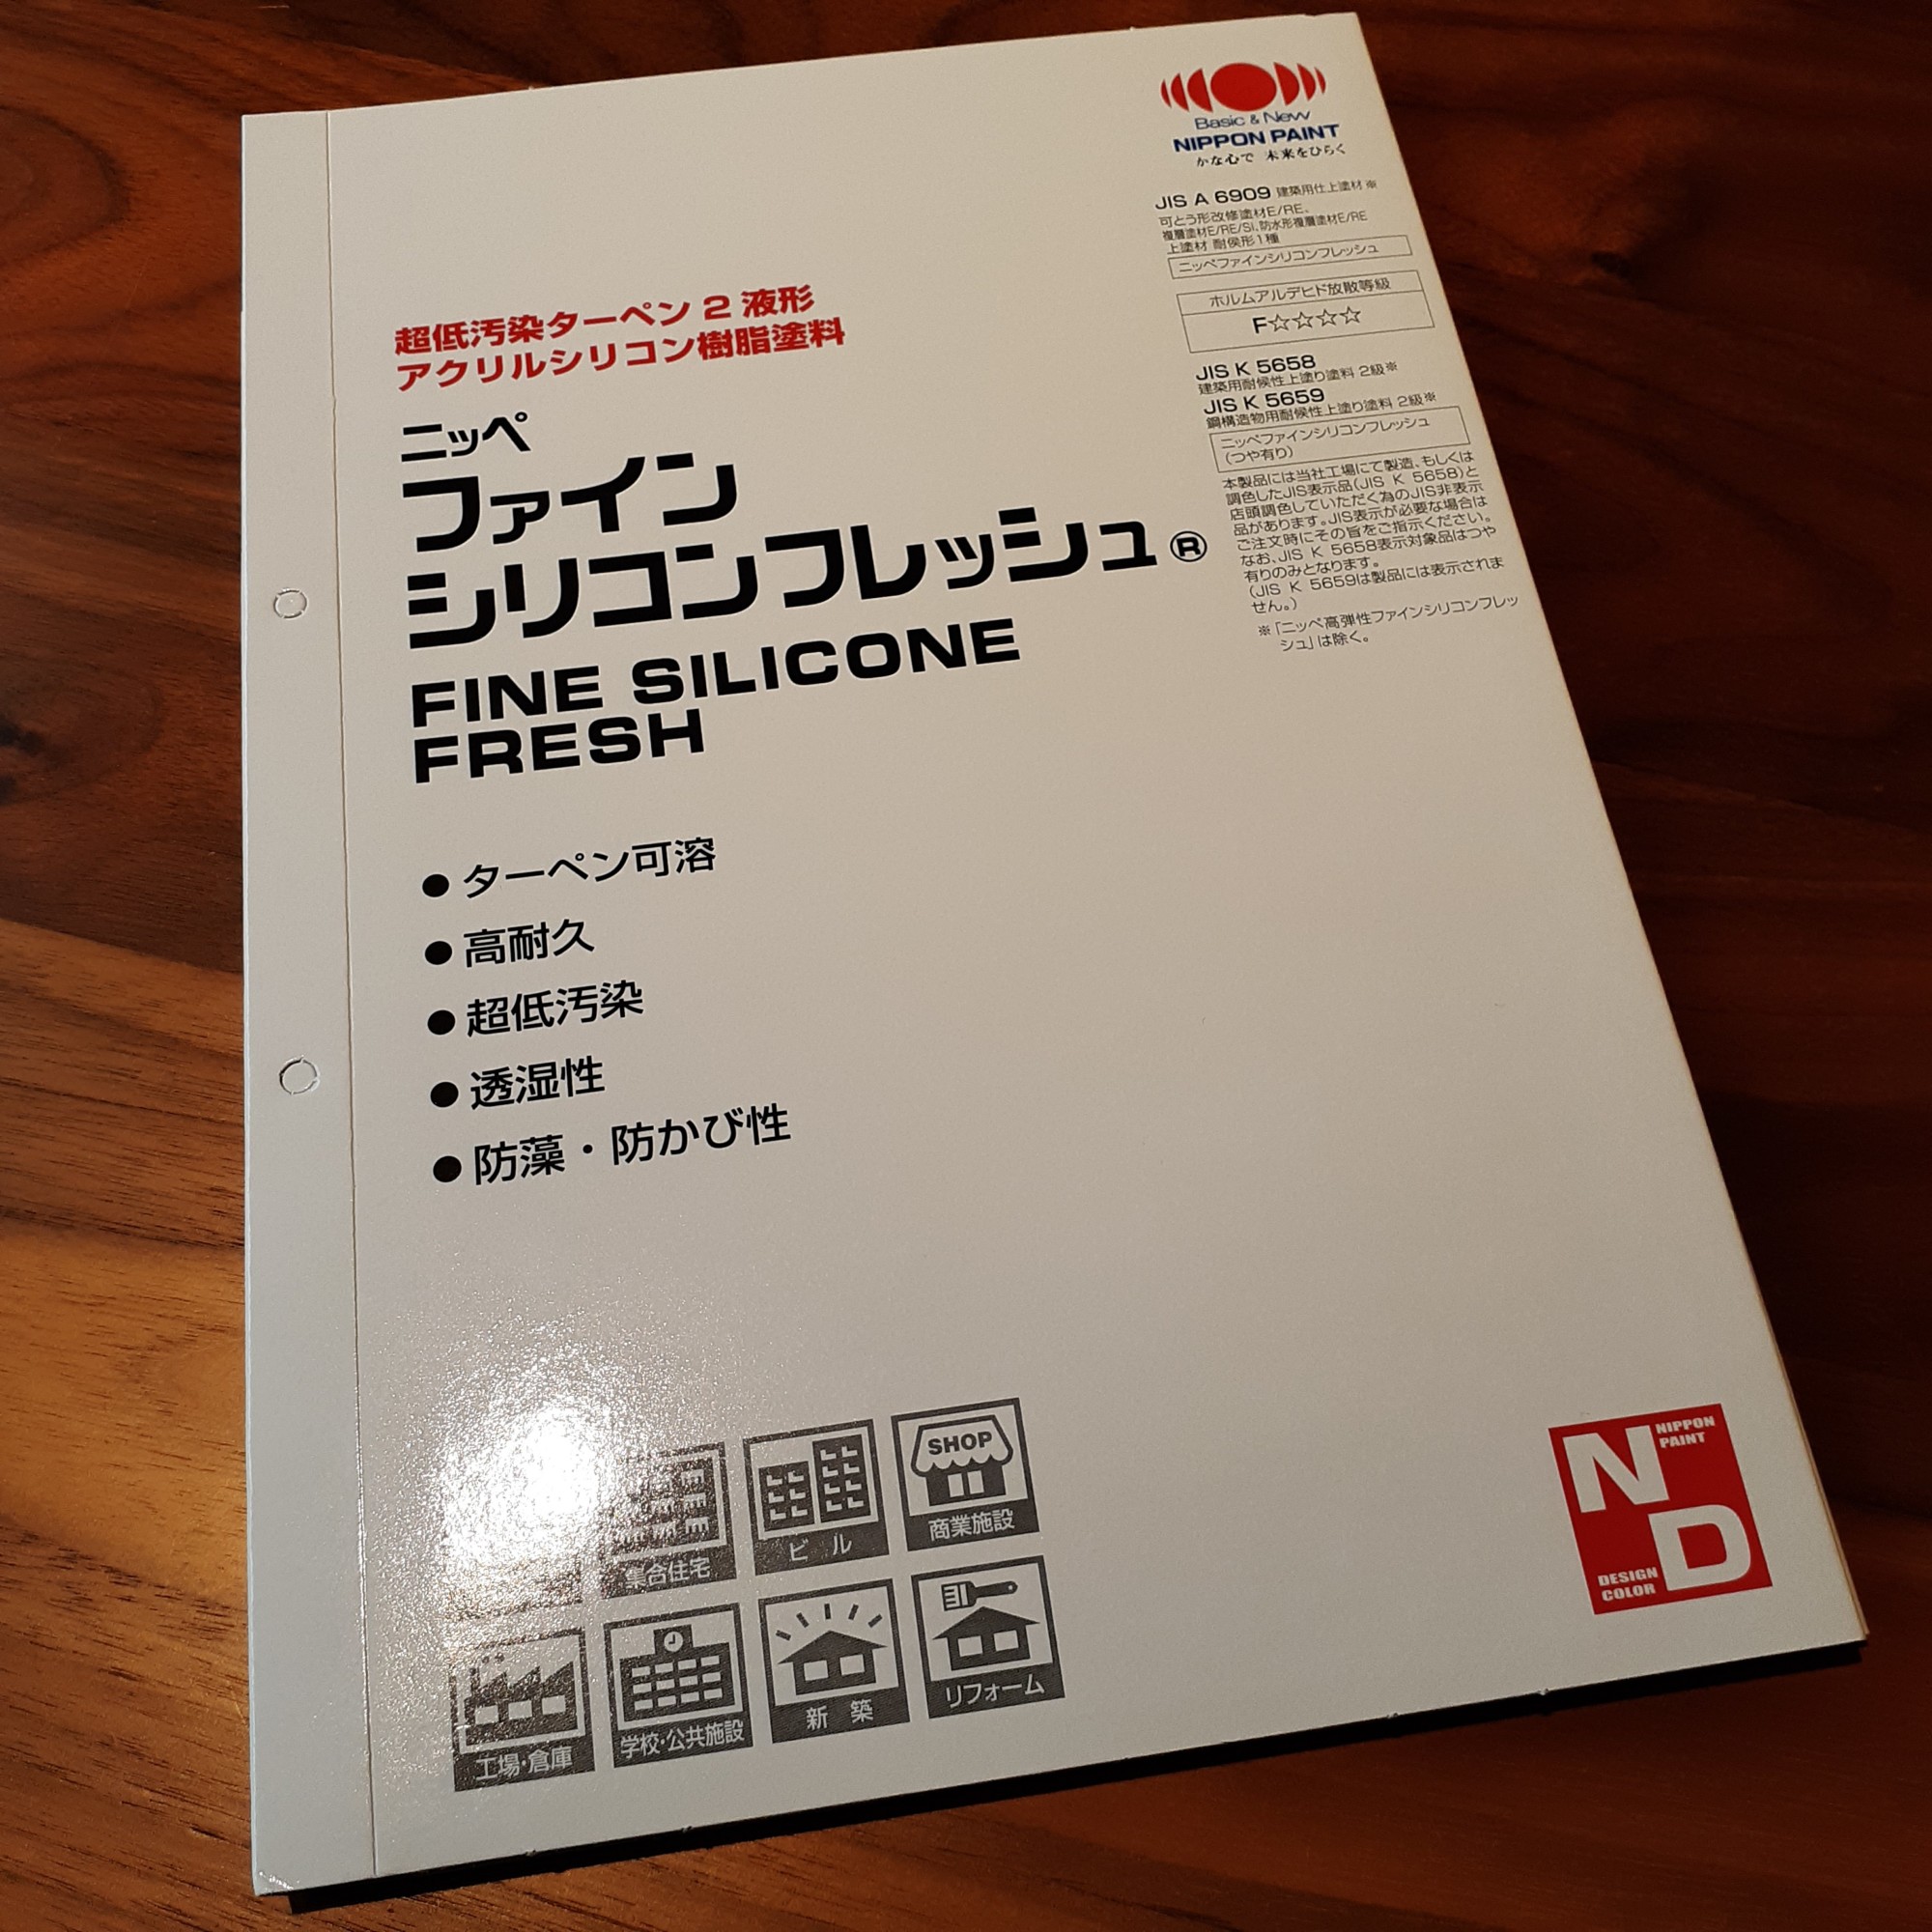 Basic & New
NIPPON PAINT
かな心で 未来をひらく
JIS A 6909 建築用仕上塗材※
可とう形改修塗材E/RE、
複層塗材E/RE/Si、防水形複層塗材E/RE
上塗材 耐候形1種
ニッペファインシリコンフレッシュ
ホルムアルデヒド放散等級
F☆☆☆☆
JIS K 5658
建築用耐候性上塗り塗料 2級※
JIS K 5659
鋼構造物用耐候性上塗り塗料 2級※
ニッペファインシリコンフレッシュ
(つや有り)
本製品には当社工場にて製造、もしくは
調色したJIS表示品(JIS K 5658)と
店頭調色していただく為のJIS非表示
品があります。JIS表示が必要な場合は
ご注文時にその旨をご指示ください。
なお、JIS K 5658表示対象品はつや
有りのみとなります。
(JIS K 5659は製品には表示されま
せん。)
※「ニッペ高弾性ファインシリコンフレッ
シュ」は除く。
超低汚染ターペン2液形
アクリルシリコン樹脂塗料
ニッペ
ファイン
シリコンフレッシュ®
FINE SILICONE
FRESH
●ターペン可溶
●高耐久
●超低汚染
●透湿性
●防藻・防かび性
集合住宅
ビル
SHOP
商業施設
工場・倉庫
学校・公共施設
新築
リフォーム
NIPPON
PAINT
N
D
DESIGN
COLOR